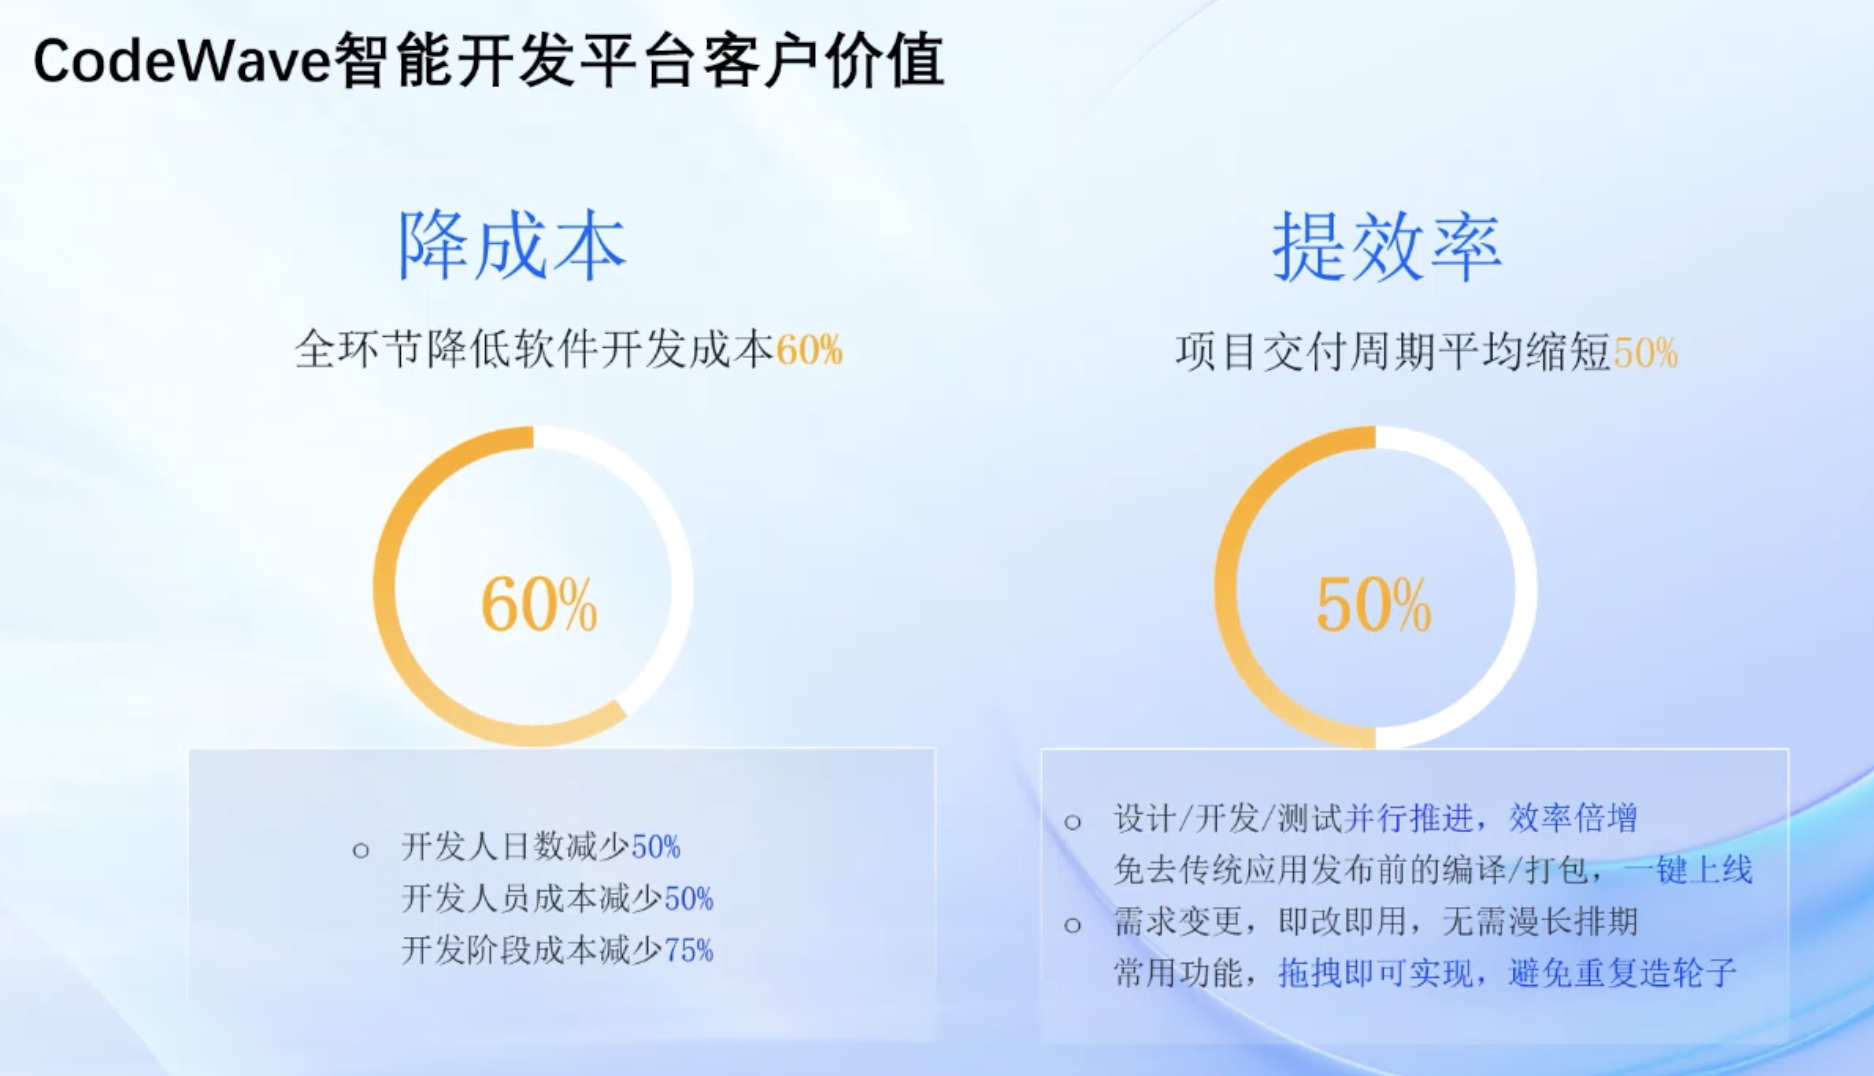 CodeWave智能开发平台客户价值
降成本
全环节降低软件开发成本60%
60%
开发人日数减少50%
开发人员成本减少50%
开发阶段成本减少75%
提效率
项目交付周期平均缩短50%
50%
设计/开发/测试并行推进，效率倍增
免去传统应用发布前的编译/打包，一键上线
需求变更，即改即用，无需漫长排期
常用功能，拖拽即可实现，避免重复造轮子